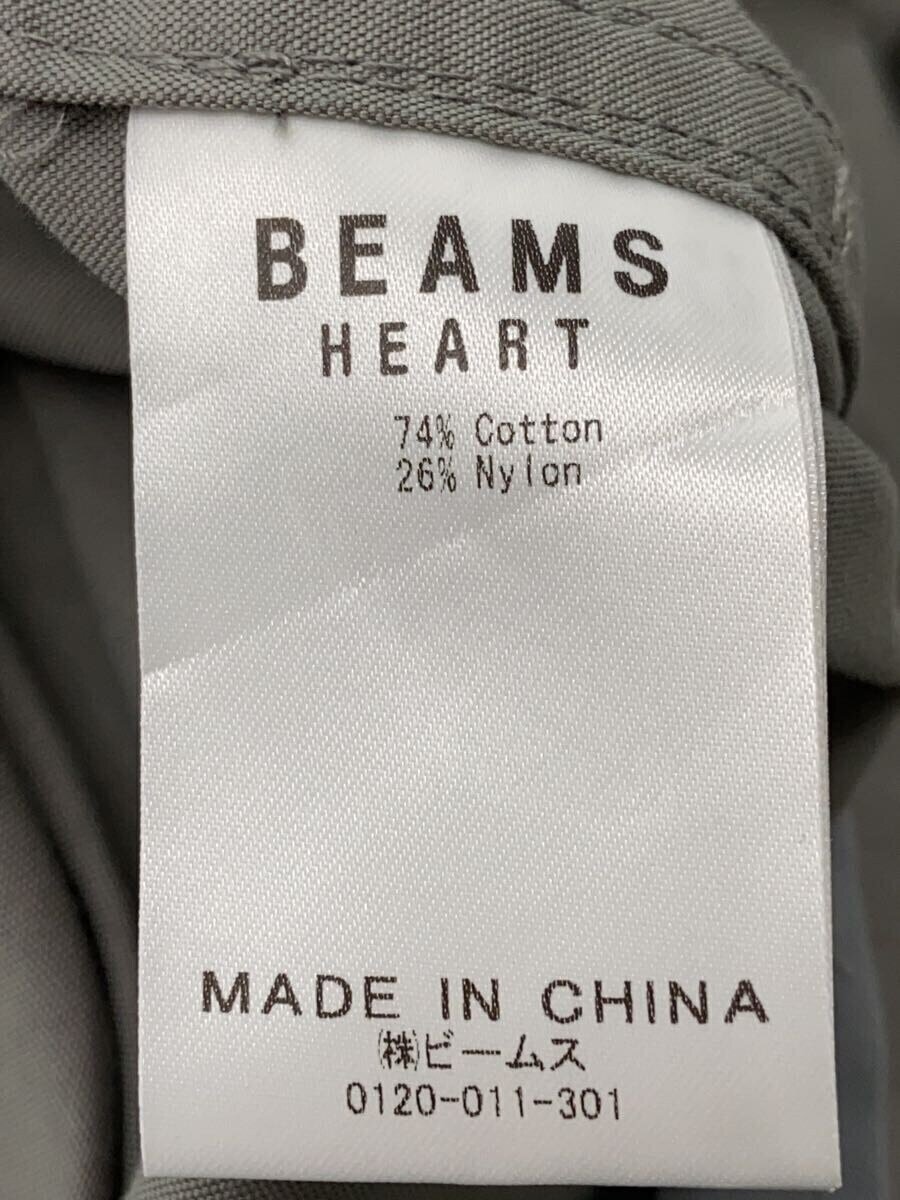 BEAMS
HEART
74% Cotton
26% Nylon
MADE IN CHINA
㈱ビームス
0120-011-301